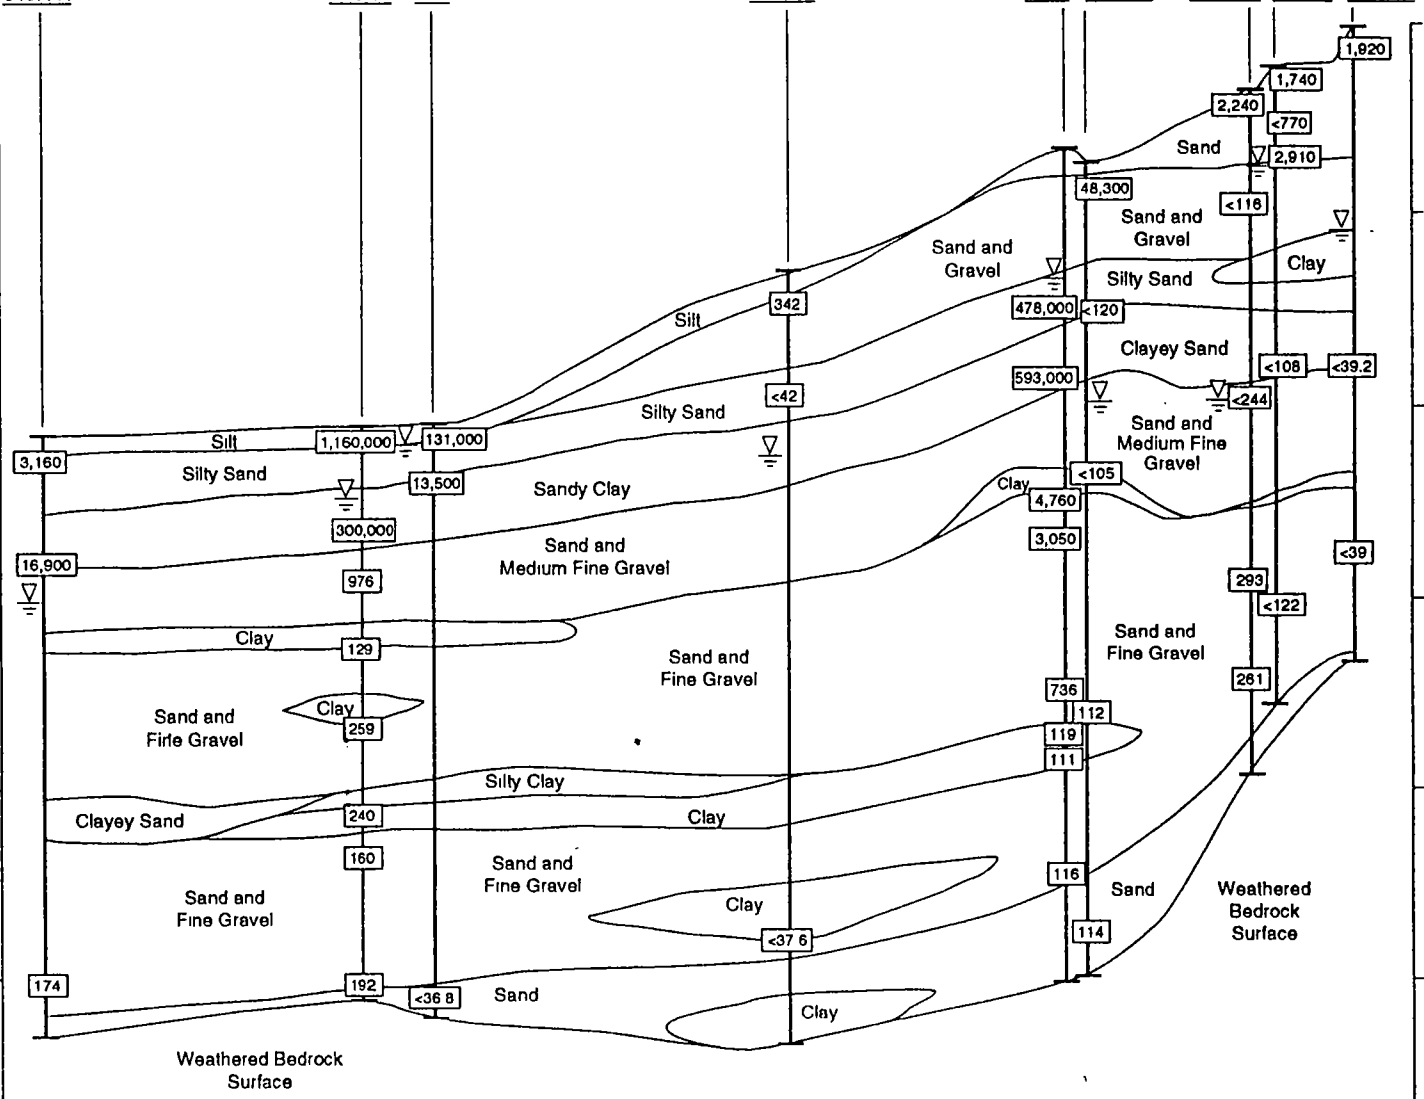 1,920
1,740
2,240
<770
Sand
2,910
48,300
<116
Sand and
Gravel
Sand and
Gravel
Clay
Silty Sand
342
478,000
<120
Silt
Clayey Sand
<108
<39.2
593,000
<42
<244
Silty Sand
Sand and
Medium Fine
Gravel
Silt
1,160,000
131,000
3,160
Silty Sand
13,500
Sandy Clay
<105
Clay
4,760
300,000
3,050
Sand and
Medium Fine Gravel
<39
16,900
976
293
<122
Clay
129
Sand and
Fine Gravel
Sand and
Fine Gravel
261
736
Clay
112
Sand and
Fine Gravel
259
119
111
Silty Clay
240
Clayey Sand
Clay
160
Sand and
Fine Gravel
116
Sand
Weathered
Bedrock
Surface
Sand and
Fine Gravel
Clay
114
<37 6
174
192
<36 8
Sand
Clay
Weathered Bedrock
Surface